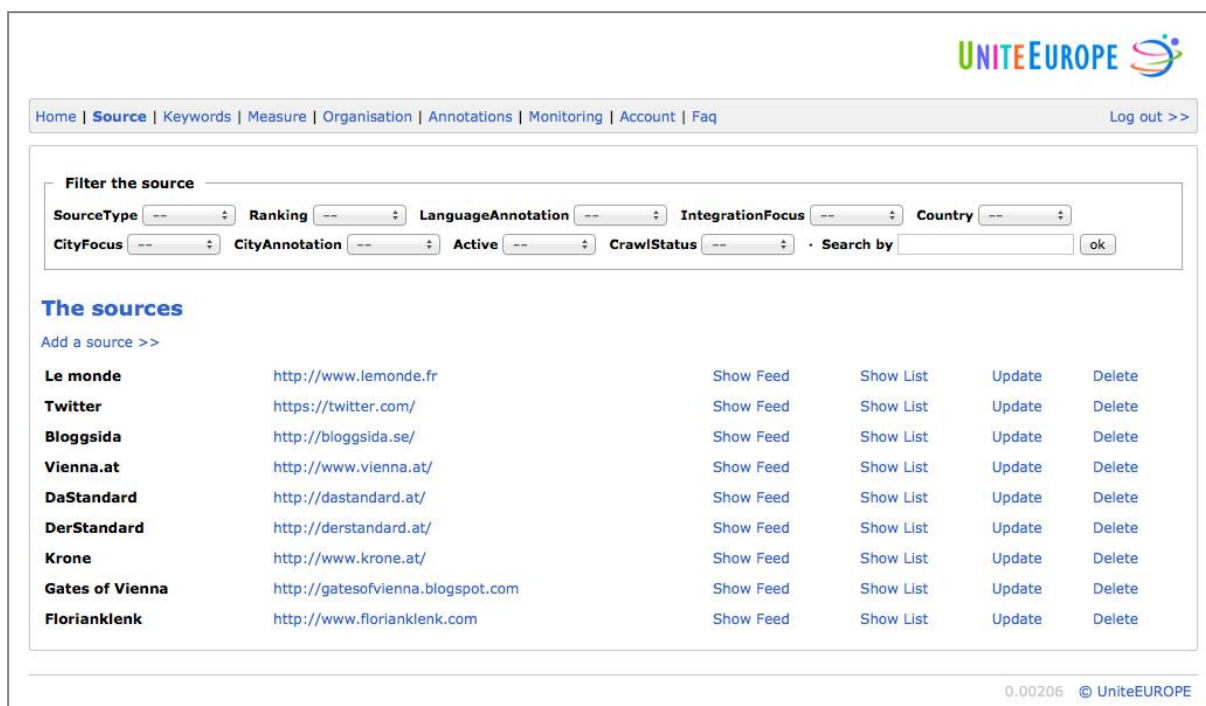 UNITEEUROPE
Home | Source | Keywords | Measure | Organisation | Annotations | Monitoring | Account | Faq Log out >>
Filter the source
SourceType -- Ranking -- LanguageAnnotation -- IntegrationFocus -- Country --
CityFocus -- CityAnnotation -- Active -- CrawlStatus -- · Search by ok
The sources
Add a source >>
Le monde http://www.lemonde.fr Show Feed Show List Update Delete
Twitter https://twitter.com/ Show Feed Show List Update Delete
Bloggsida http://bloggsida.se/ Show Feed Show List Update Delete
Vienna.at http://www.vienna.at/ Show Feed Show List Update Delete
DaStandard http://dastandard.at/ Show Feed Show List Update Delete
DerStandard http://derstandard.at/ Show Feed Show List Update Delete
Krone http://www.krone.at/ Show Feed Show List Update Delete
Gates of Vienna http://gatesofvienna.blogspot.com Show Feed Show List Update Delete
Florianklenk http://www.florianklenk.com Show Feed Show List Update Delete
0.00206 © UniteEUROPE